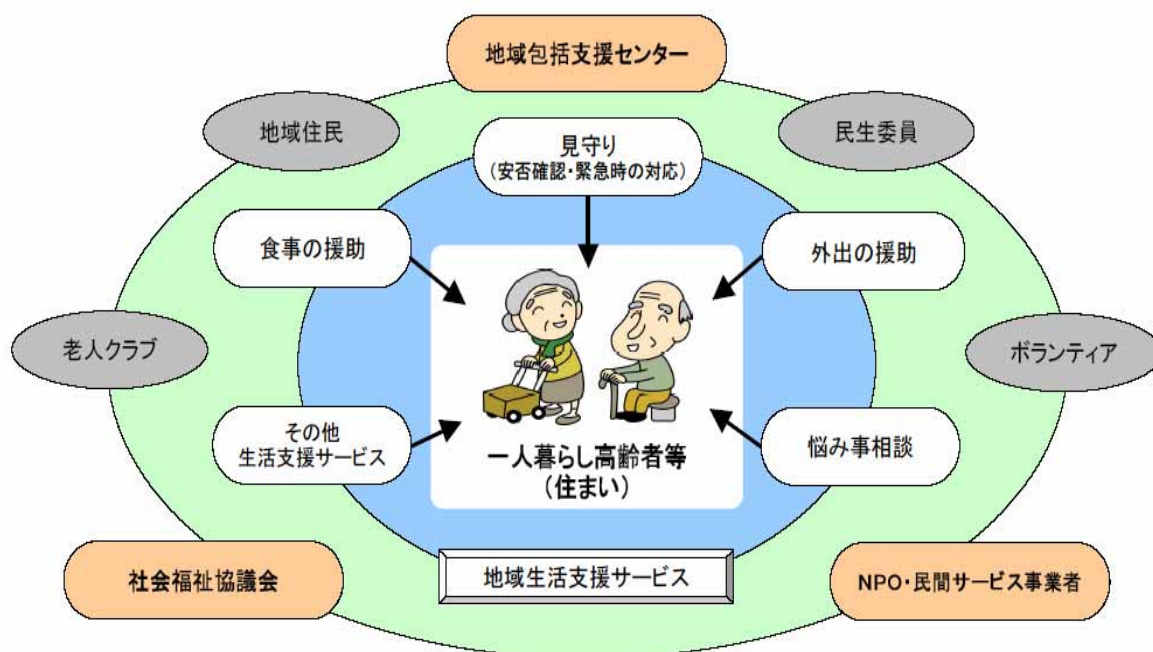 地域包括支援センター
地域住民
民生委員
見守り
(安否確認・緊急時の対応)
食事の援助
外出の援助
老人クラブ
ボランティア
その他
生活支援サービス
悩み事相談
一人暮らし高齢者等
(住まい)
社会福祉協議会
地域生活支援サービス
NPO・民間サービス事業者